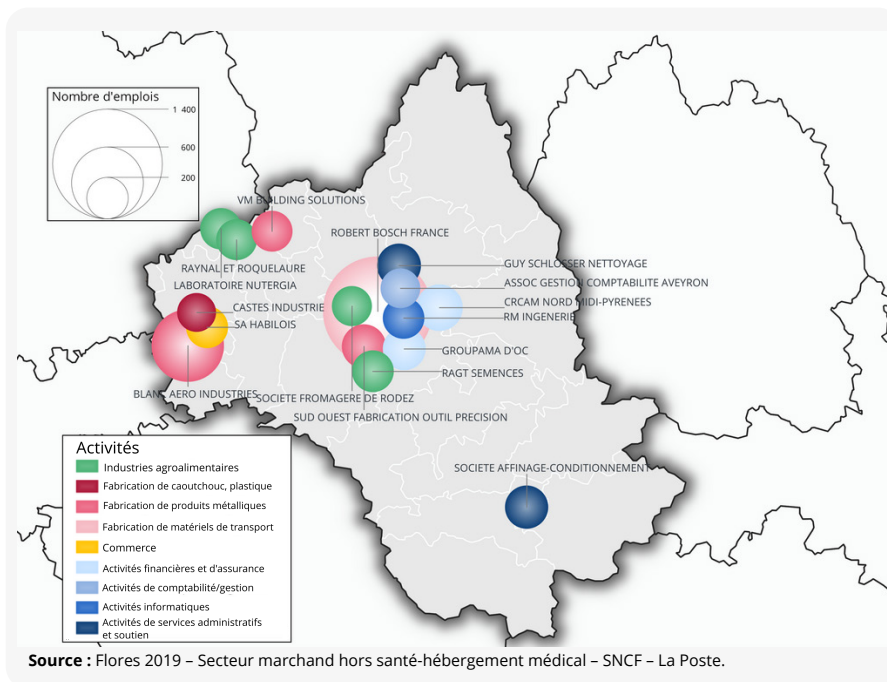 Nombre d'emplois
1 400
600
200
VM BUILDING SOLUTIONS
ROBERT BOSCH FRANCE
RAYNAL ET ROQUELAURE
LABORATOIRE NUTERGIA
GUY SCHLOSSER NETTOYAGE
ASSOC GESTION COMPTABILITE AVEYRON
CRCAM NORD MIDI-PYRENEES
RM INGENERIE
CASTES INDUSTRIE
SA HABILOIS
GROUPAMA D'OC
RAGT SEMENCES
BLANC AERO INDUSTRIES
SOCIETE FROMAGERE DE RODEZ
SUD OUEST FABRICATION OUTIL PRECISION
SOCIETE AFFINAGE-CONDITIONNEMENT
Activités
Industries agroalimentaires
Fabrication de caoutchouc, plastique
Fabrication de produits métalliques
Fabrication de matériels de transport
Commerce
Activités financières et d'assurance
Activités de comptabilité/gestion
Activités informatiques
Activités de services administratifs
et soutien
Source : Flores 2019 – Secteur marchand hors santé-hébergement médical – SNCF – La Poste.